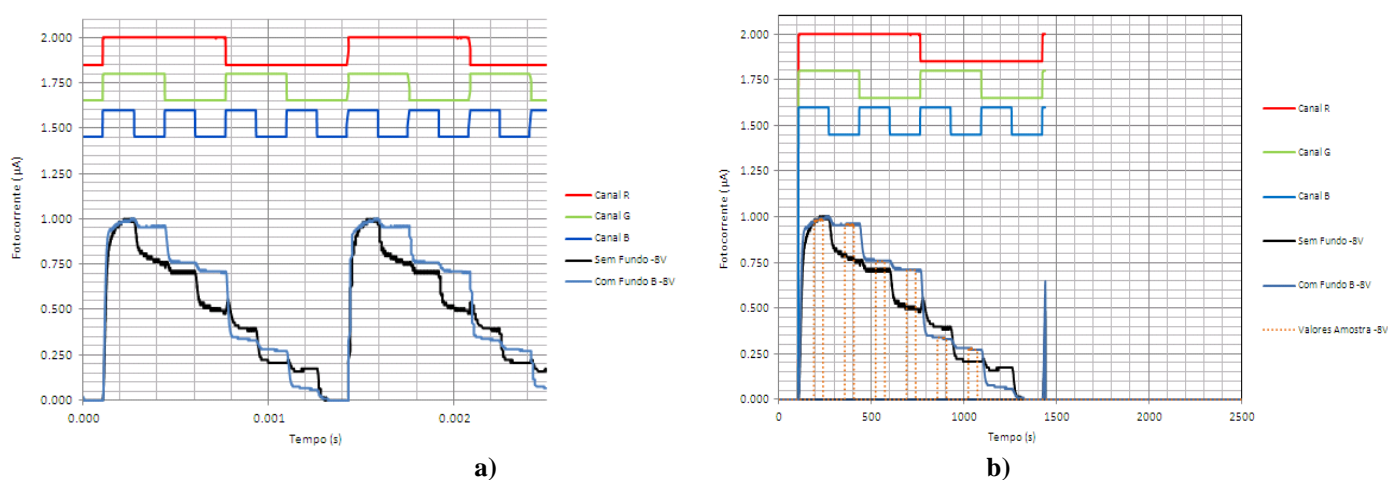 Fotocorrente (µA)
2.000
1.750
1.500
1.250
1.000
0.750
0.500
0.250
0.000
0.000
0.001
0.002
Tempo (s)
Canal R
Canal G
Canal B
Sem Fundo -8V
Com Fundo B -8V
a)
Fotocorrente (µA)
2.000
1.750
1.500
1.250
1.000
0.750
0.500
0.250
0.000
0
500
1000
1500
2000
2500
Tempo (s)
Canal R
Canal G
Canal B
Sem Fundo -8V
Com Fundo B -8V
Valores Amostra -8V
b)